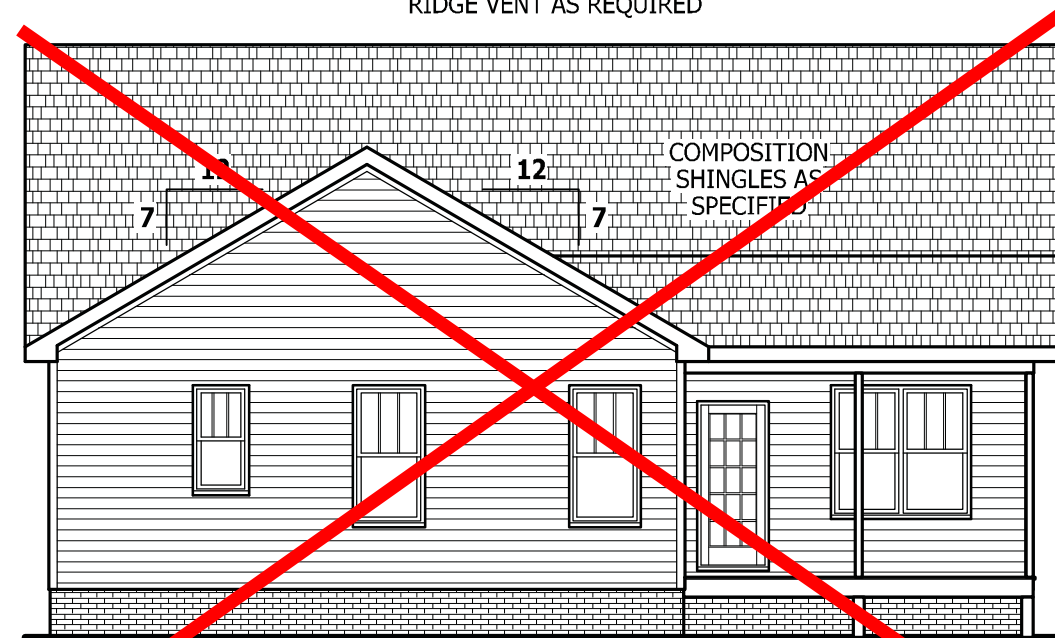 RIDGE VENT AS REQUIRED
12
12
COMPOSITION
SHINGLES AS
SPECIFIED
7
7